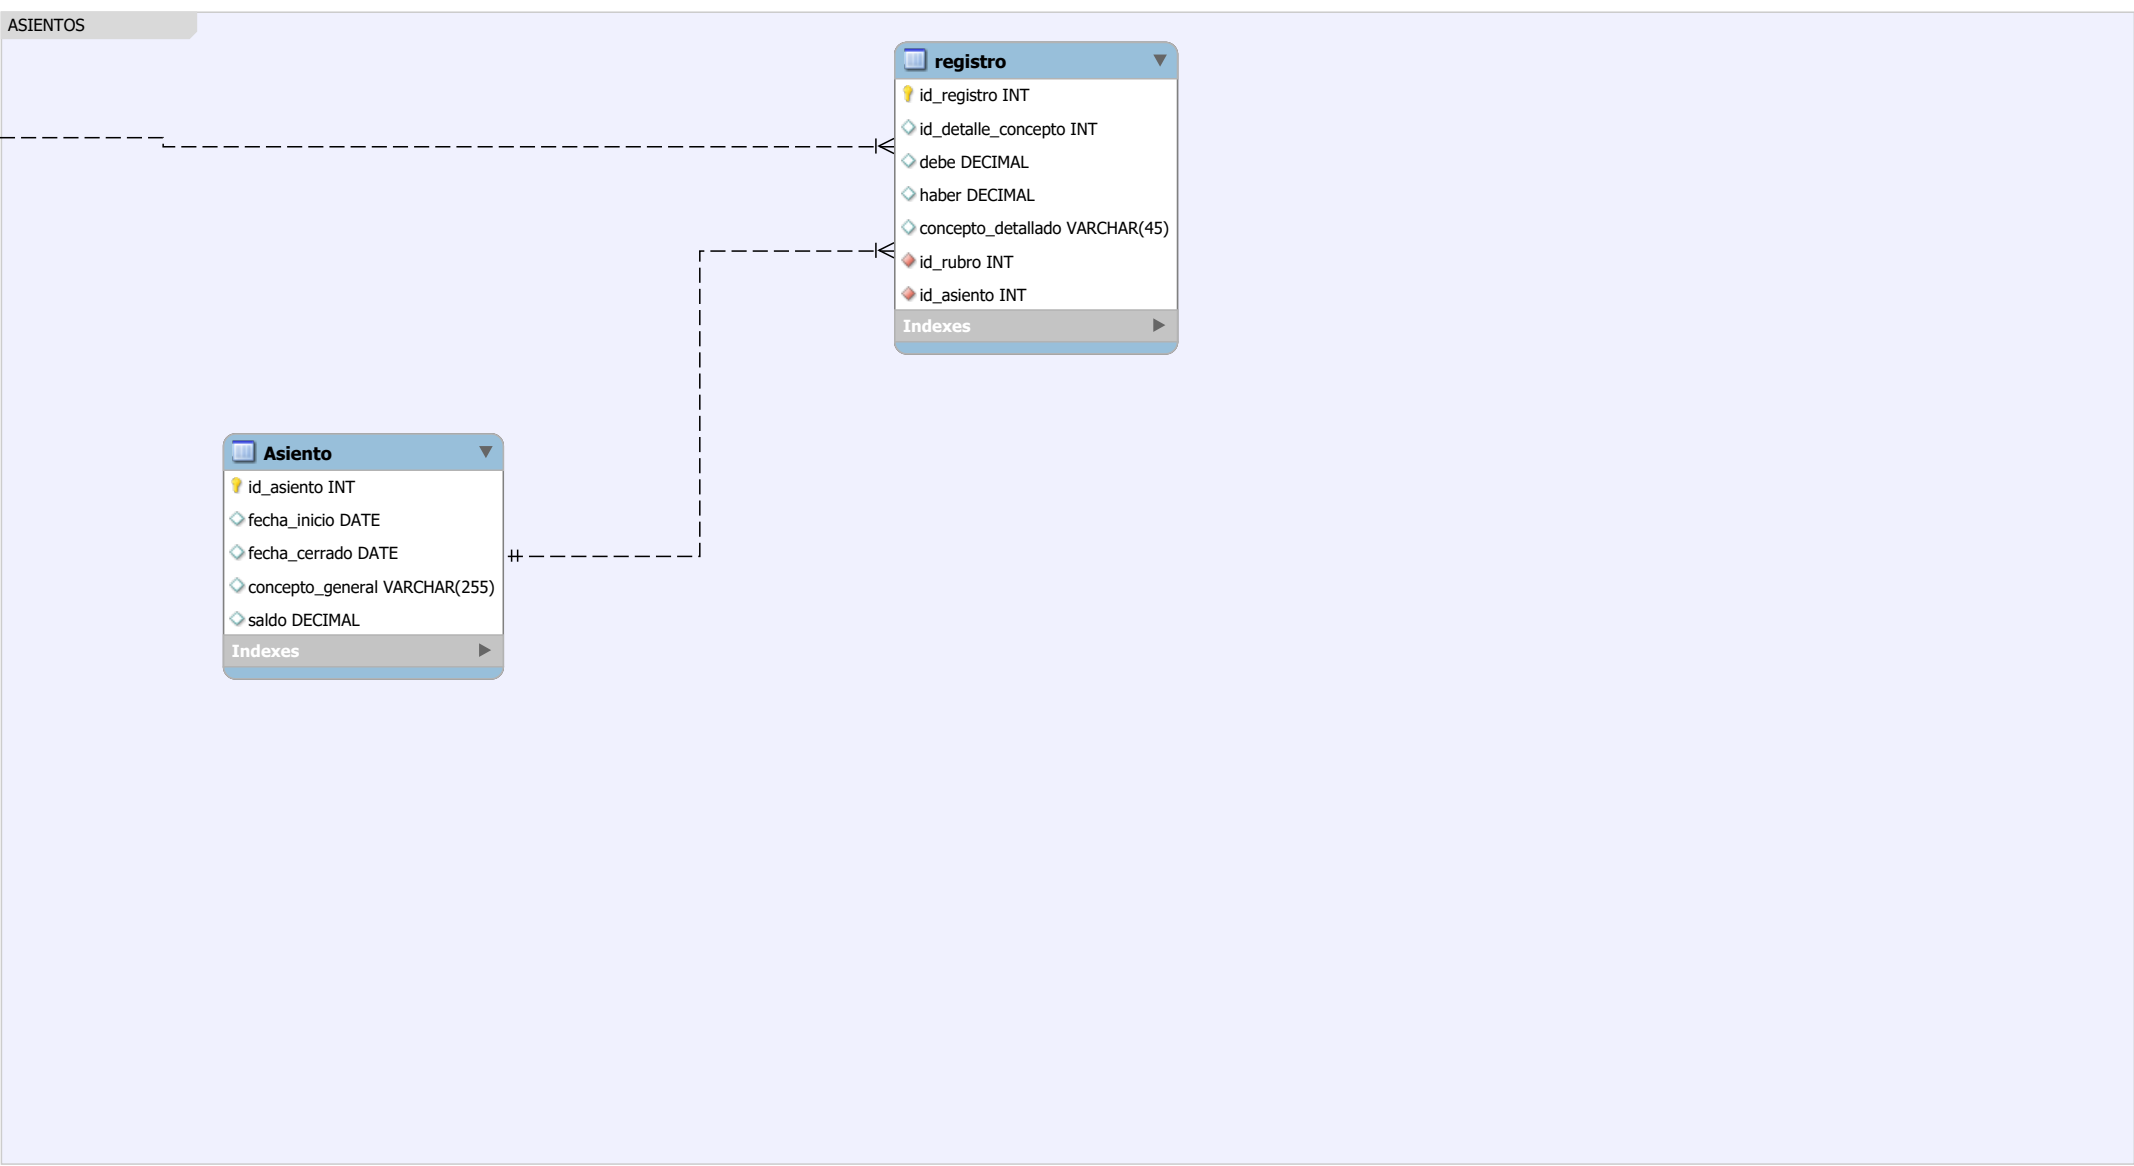 ASIENTOS
registro
id_registro INT
id_detalle_concepto INT
debe DECIMAL
haber DECIMAL
concepto_detallado VARCHAR(45)
id_rubro INT
id_asiento INT
Indexes
Asiento
id_asiento INT
fecha_inicio DATE
fecha_cerrado DATE
concepto_general VARCHAR(255)
saldo DECIMAL
Indexes